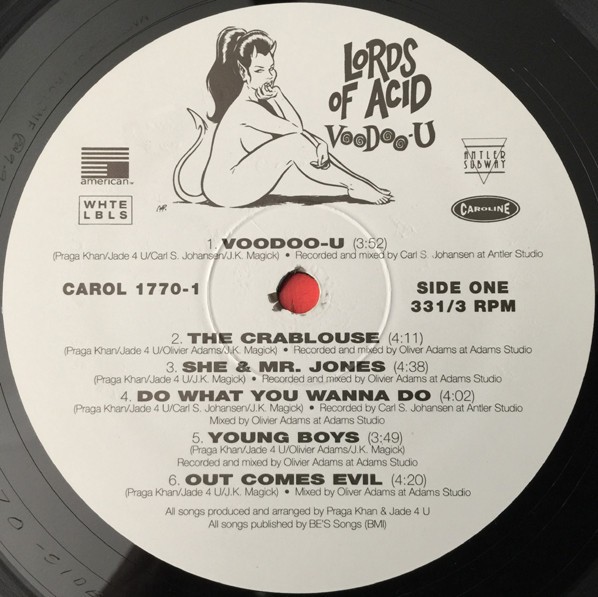 LORDS
OF ACID
VOODOO-U
american™
ANTLER
SUBWAY
WHTE
LBLS
CAROLINE
1. VOODOO-U (3:52)
(Praga Khan/Jade 4 U/Carl S. Johansen/J.K. Magick) • Recorded and mixed by Carl S. Johansen at Antler Studio
CAROL 1770-1
SIDE ONE
331/3 RPM
2. THE CRABLOUSE (4:11)
(Praga Khan/Jade 4 U/Olivier Adams/J.K. Magick) • Recorded and mixed by Oliver Adams at Adams Studio
3. SHE & MR. JONES (4:38)
(Praga Khan/Jade 4 U/J.K. Magick) • Recorded and mixed by Olivier Adams at Adams Studio
4. DO WHAT YOU WANNA DO (4:02)
(Praga Khan/Jade 4 U/Carl S. Johansen/J.K. Magick) • Recorded by Carl S. Johansen at Antler Studio
Mixed by Olivier Adams at Adams Studio
5. YOUNG BOYS (3:49)
(Praga Khan/Jade 4 U/Olivier Adams/J.K. Magick)
Recorded and mixed by Olivier Adams at Adams Studio
6. OUT COMES EVIL (4:20)
(Praga Khan/Jade 4 U/J.K. Magick) • Mixed by Olivier Adams at Adams Studio
All songs produced and arranged by Praga Khan & Jade 4 U
All songs published by BE'S Songs (BMI)